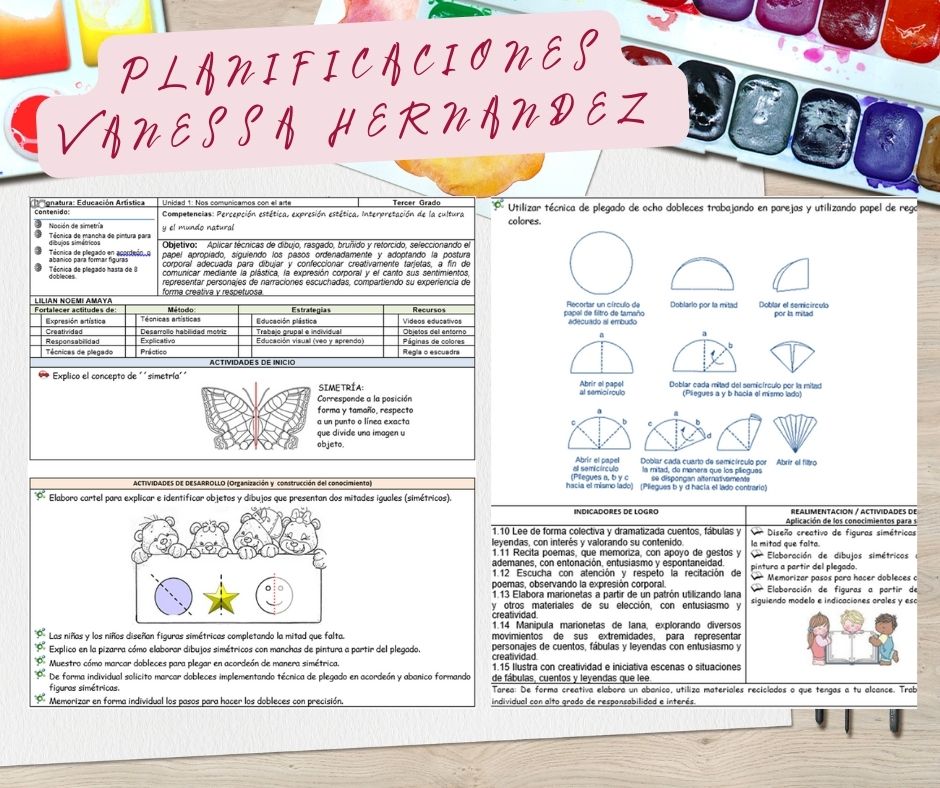 PLANIFICACIONES
VANESSA HERNANDEZ
gnatura: Educación Artística
Unidad 1: Nos comunicamos con el arte
Tercer Grado
Contenido:
Noción de simetría
Técnica de mancha de pintura para
dibujos simétricos
Técnica de plegado en acordeón o
abanico para formar figuras
Técnica de plegado hasta de 8
dobleces.
Competencias: Percepción estética, expresión estética, Interpretación de la cultura
y el mundo natural
Objetivo: Aplicar técnicas de dibujo, rasgado, bruñido y retorcido, seleccionando el
papel apropiado, siguiendo los pasos ordenadamente y adoptando la postura
corporal adecuada para dibujar y confeccionar creativamente tarjetas, a fin de
comunicar mediante la plástica, la expresión corporal y el canto sus sentimientos,
representar personajes de narraciones escuchadas, compartiendo su experiencia de
forma creativa y respetuosa.
LILIAN NOEMI AMAYA
Fortalecer actitudes de: Método: Estrategias Recursos
Expresión artística Técnicas artísticas Educación plástica Videos educativos
Creatividad Desarrollo habilidad motriz Trabajo grupal e individual Objetos del entorno
Responsabilidad Explicativo Educación visual (veo y aprendo) Páginas de colores
Técnicas de plegado Práctico Regla o escuadra
ACTIVIDADES DE INICIO
Explico el concepto de ´´simetría´´
SIMETRÍA:
Corresponde a la posición
forma y tamaño, respecto
a un punto o línea exacta
que divide una imagen u
objeto.
ACTIVIDADES DE DESARROLLO (Organización y construcción del conocimiento)
Elaboro cartel para explicar e identificar objetos y dibujos que presentan dos mitades iguales (simétricos).
Las niñas y los niños diseñan figuras simétricas completando la mitad que falta.
Explico en la pizarra cómo elaborar dibujos simétricos con manchas de pintura a partir del plegado.
Muestro cómo marcar dobleces para plegar en acordeón de manera simétrica.
De forma individual solicito marcar dobleces implementando técnica de plegado en acordeón y abanico formando
figuras simétricas.
Memorizar en forma individual los pasos para hacer los dobleces con precisión.
Utilizar técnica de plegado de ocho dobleces trabajando en parejas y utilizando papel de rega
colores.
Recortar un círculo de
papel de filtro de tamaño
adecuado al embudo
Doblarlo por la mitad
Doblar el semicírculo
por la mitad
a
a
b
Abrir el papel
al semicírculo
Doblar cada mitad del semicírculo por la mitad
(Pliegues a y b hacia el mismo lado)
a
c
b
a
c
b
d
Abrir el papel
al semicírculo
(Pliegues a, b y c
hacia el mismo lado)
Doblar cada cuarto de semicírculo por
la mitad, de manera que los pliegues
se dispongan alternativamente
(Pliegues b y d hacia el lado contrario)
Abrir el filtro
INDICADORES DE LOGRO
1.10 Lee de forma colectiva y dramatizada cuentos, fábulas y
leyendas, con interés y valorando su contenido.
1.11 Recita poemas, que memoriza, con apoyo de gestos y
ademanes, con entonación, entusiasmo y espontaneidad.
1.12 Escucha con atención y respeto la recitación de
poemas, observando la expresión corporal.
1.13 Elabora marionetas a partir de un patrón utilizando lana
y otros materiales de su elección, con entusiasmo y
creatividad.
1.14 Manipula marionetas de lana, explorando diversos
movimientos de sus extremidades, para representar
personajes de cuentos, fábulas y leyendas con entusiasmo y
creatividad.
1.15 Ilustra con creatividad e iniciativa escenas o situaciones
de fábulas, cuentos y leyendas que lee.
REALIMENTACION / ACTIVIDADES DE
Aplicación de los conocimientos para s
Diseño creativo de figuras simétricas
la mitad que falta.
Elaboración de dibujos simétricos
pintura a partir del plegado.
Memorizar pasos para hacer dobleces
Elaboración de figuras a partir de
siguiendo modelo e indicaciones orales y esc
Tarea: De forma creativa elabora un abanico, utiliza materiales reciclados o que tengas a tu alcance. Trab
individual con alto grado de responsabilidad e interés.